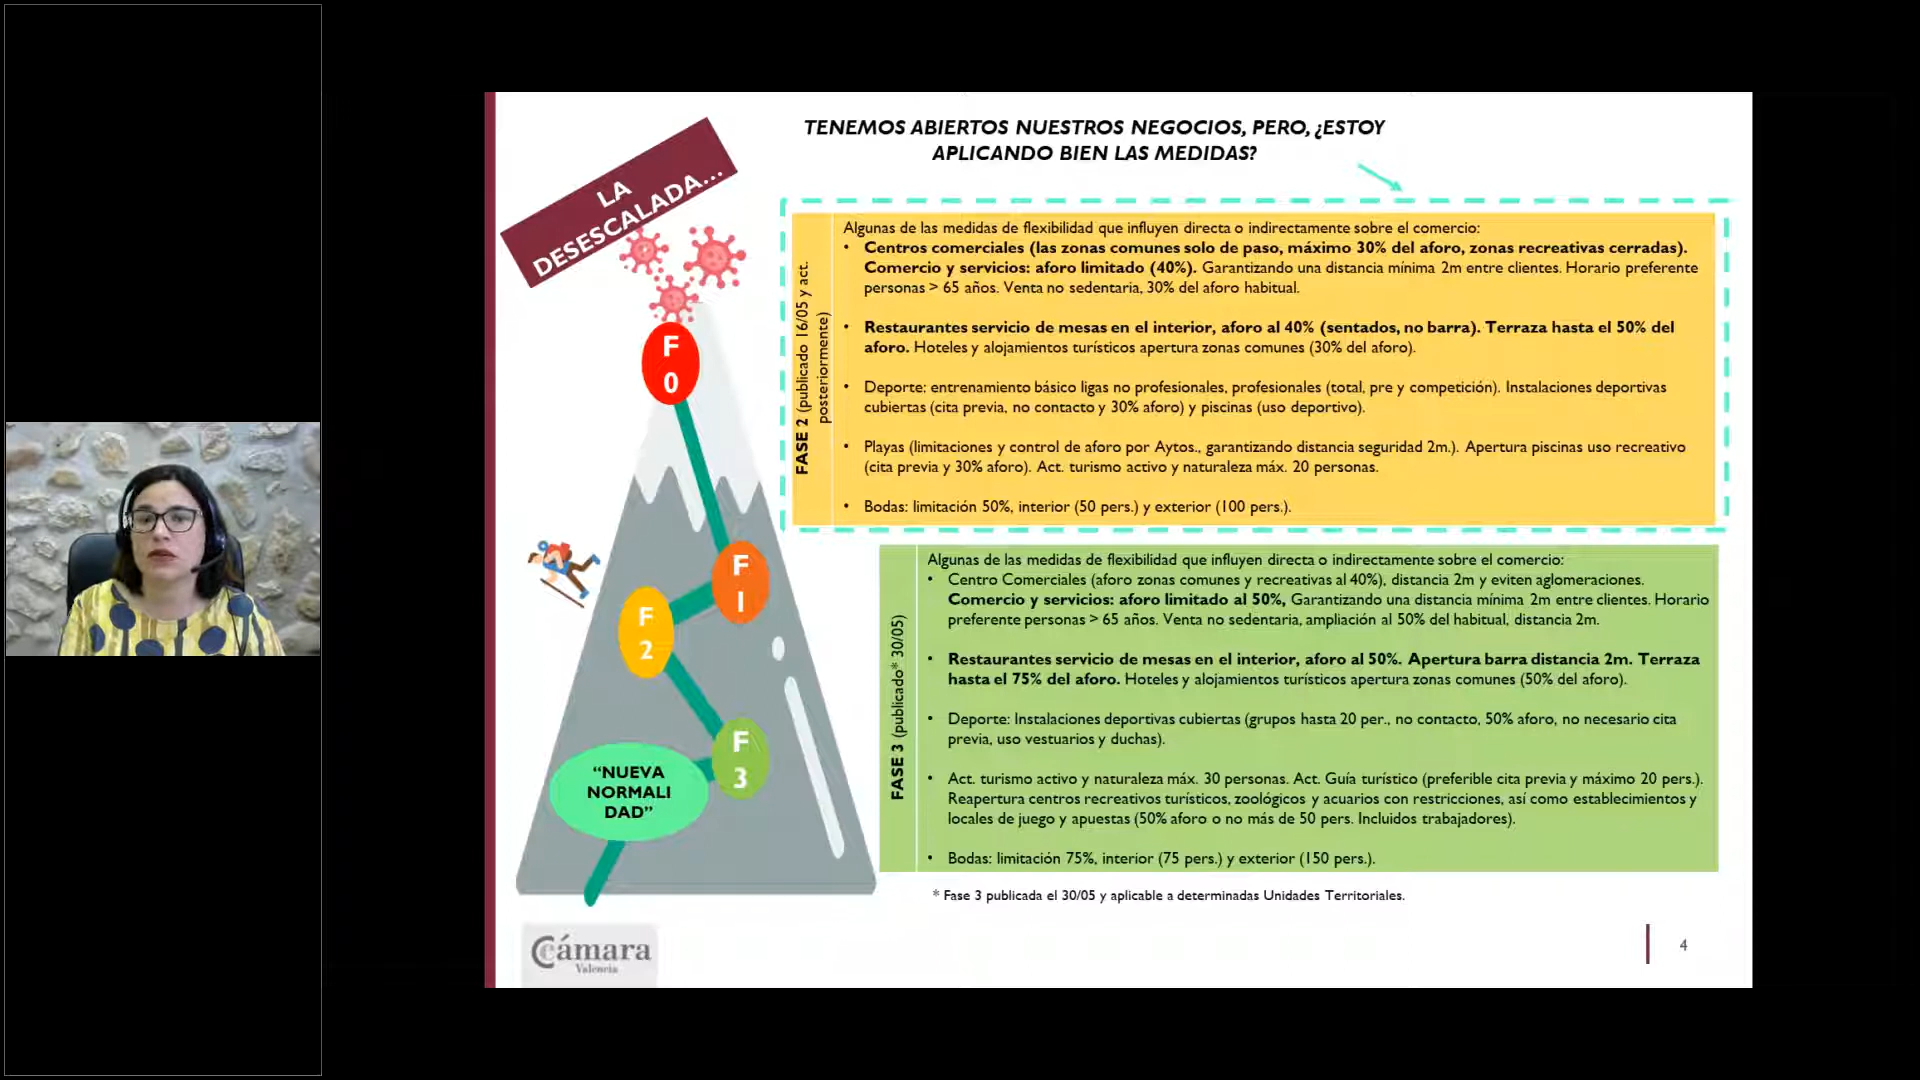 TENEMOS ABIERTOS NUESTROS NEGOCIOS, PERO, ¿ESTOY
APLICANDO BIEN LAS MEDIDAS?
LA
DESESCALADA...
F
0
F
1
F
2
F
3
“NUEVA
NORMALI
DAD”
FASE 2 (publicado 16/05 y act.
posteriormente)
Algunas de las medidas de flexibilidad que influyen directa o indirectamente sobre el comercio:
• Centros comerciales (las zonas comunes solo de paso, máximo 30% del aforo, zonas recreativas cerradas).
Comercio y servicios: aforo limitado (40%). Garantizando una distancia mínima 2m entre clientes. Horario preferente
personas > 65 años. Venta no sedentaria, 30% del aforo habitual.
• Restaurantes servicio de mesas en el interior, aforo al 40% (sentados, no barra). Terraza hasta el 50% del
aforo. Hoteles y alojamientos turísticos apertura zonas comunes (30% del aforo).
• Deporte: entrenamiento básico ligas no profesionales, profesionales (total, pre y competición). Instalaciones deportivas
cubiertas (cita previa, no contacto y 30% aforo) y piscinas (uso deportivo).
• Playas (limitaciones y control de aforo por Aytos., garantizando distancia seguridad 2m.). Apertura piscinas uso recreativo
(cita previa y 30% aforo). Act. turismo activo y naturaleza máx. 20 personas.
• Bodas: limitación 50%, interior (50 pers.) y exterior (100 pers.).
FASE 3 (publicado* 30/05)
Algunas de las medidas de flexibilidad que influyen directa o indirectamente sobre el comercio:
• Centro Comerciales (aforo zonas comunes y recreativas al 40%), distancia 2m y eviten aglomeraciones.
Comercio y servicios: aforo limitado al 50%, Garantizando una distancia mínima 2m entre clientes. Horario
preferente personas > 65 años. Venta no sedentaria, ampliación al 50% del habitual, distancia 2m.
• Restaurantes servicio de mesas en el interior, aforo al 50%. Apertura barra distancia 2m. Terraza
hasta el 75% del aforo. Hoteles y alojamientos turísticos apertura zonas comunes (50% del aforo).
• Deporte: Instalaciones deportivas cubiertas (grupos hasta 20 per., no contacto, 50% aforo, no necesario cita
previa, uso vestuarios y duchas).
• Act. turismo activo y naturaleza máx. 30 personas. Act. Guía turístico (preferible cita previa y máximo 20 pers.).
Reapertura centros recreativos turísticos, zoológicos y acuarios con restricciones, así como establecimientos y
locales de juego y apuestas (50% aforo o no más de 50 pers. Incluidos trabajadores).
• Bodas: limitación 75%, interior (75 pers.) y exterior (150 pers.).
* Fase 3 publicada el 30/05 y aplicable a determinadas Unidades Territoriales.
Cámara
Valencia
4